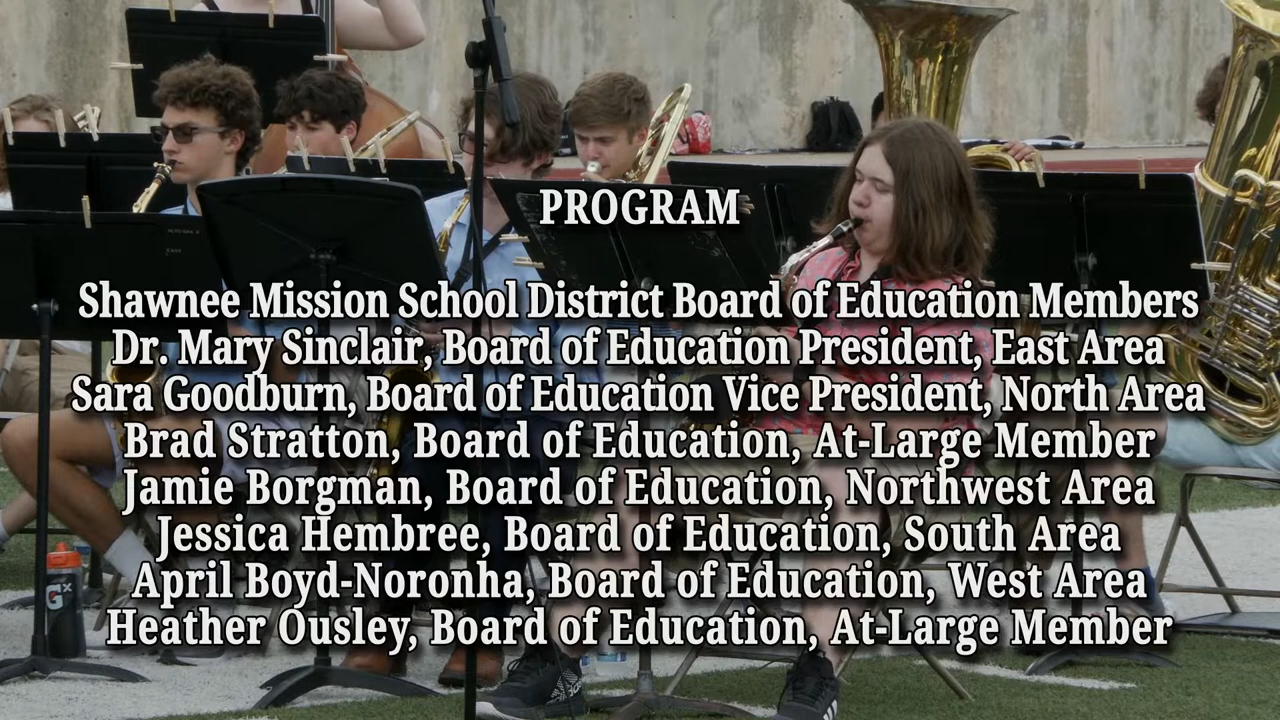 PROGRAM
Shawnee Mission School District Board of Education Members
Dr. Mary Sinclair, Board of Education President, East Area
Sara Goodburn, Board of Education Vice President, North Area
Brad Stratton, Board of Education, At-Large Member
Jamie Borgman, Board of Education, Northwest Area
Jessica Hembree, Board of Education, South Area
April Boyd-Noronha, Board of Education, West Area
Heather Ousley, Board of Education, At-Large Member
Gx